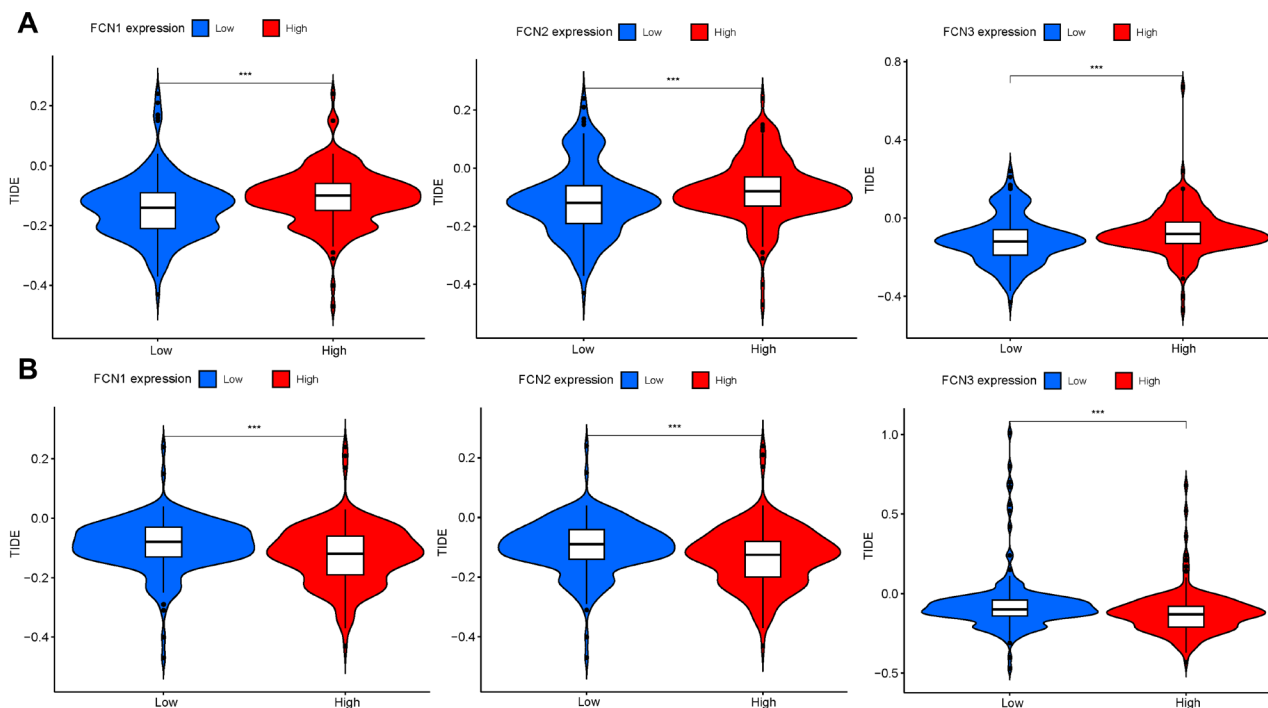 A
FCN1 expression Low High
***
TIDE
0.2
0.0
−0.2
−0.4
Low High
FCN2 expression Low High
***
TIDE
0.2
0.0
−0.2
−0.4
Low High
FCN3 expression Low High
***
TIDE
0.8
0.4
0.0
−0.4
Low High
B
FCN1 expression Low High
***
TIDE
0.2
0.0
−0.2
−0.4
Low High
FCN2 expression Low High
***
TIDE
0.2
0.0
−0.2
−0.4
Low High
FCN3 expression Low High
***
TIDE
1.0
0.5
0.0
−0.5
Low High